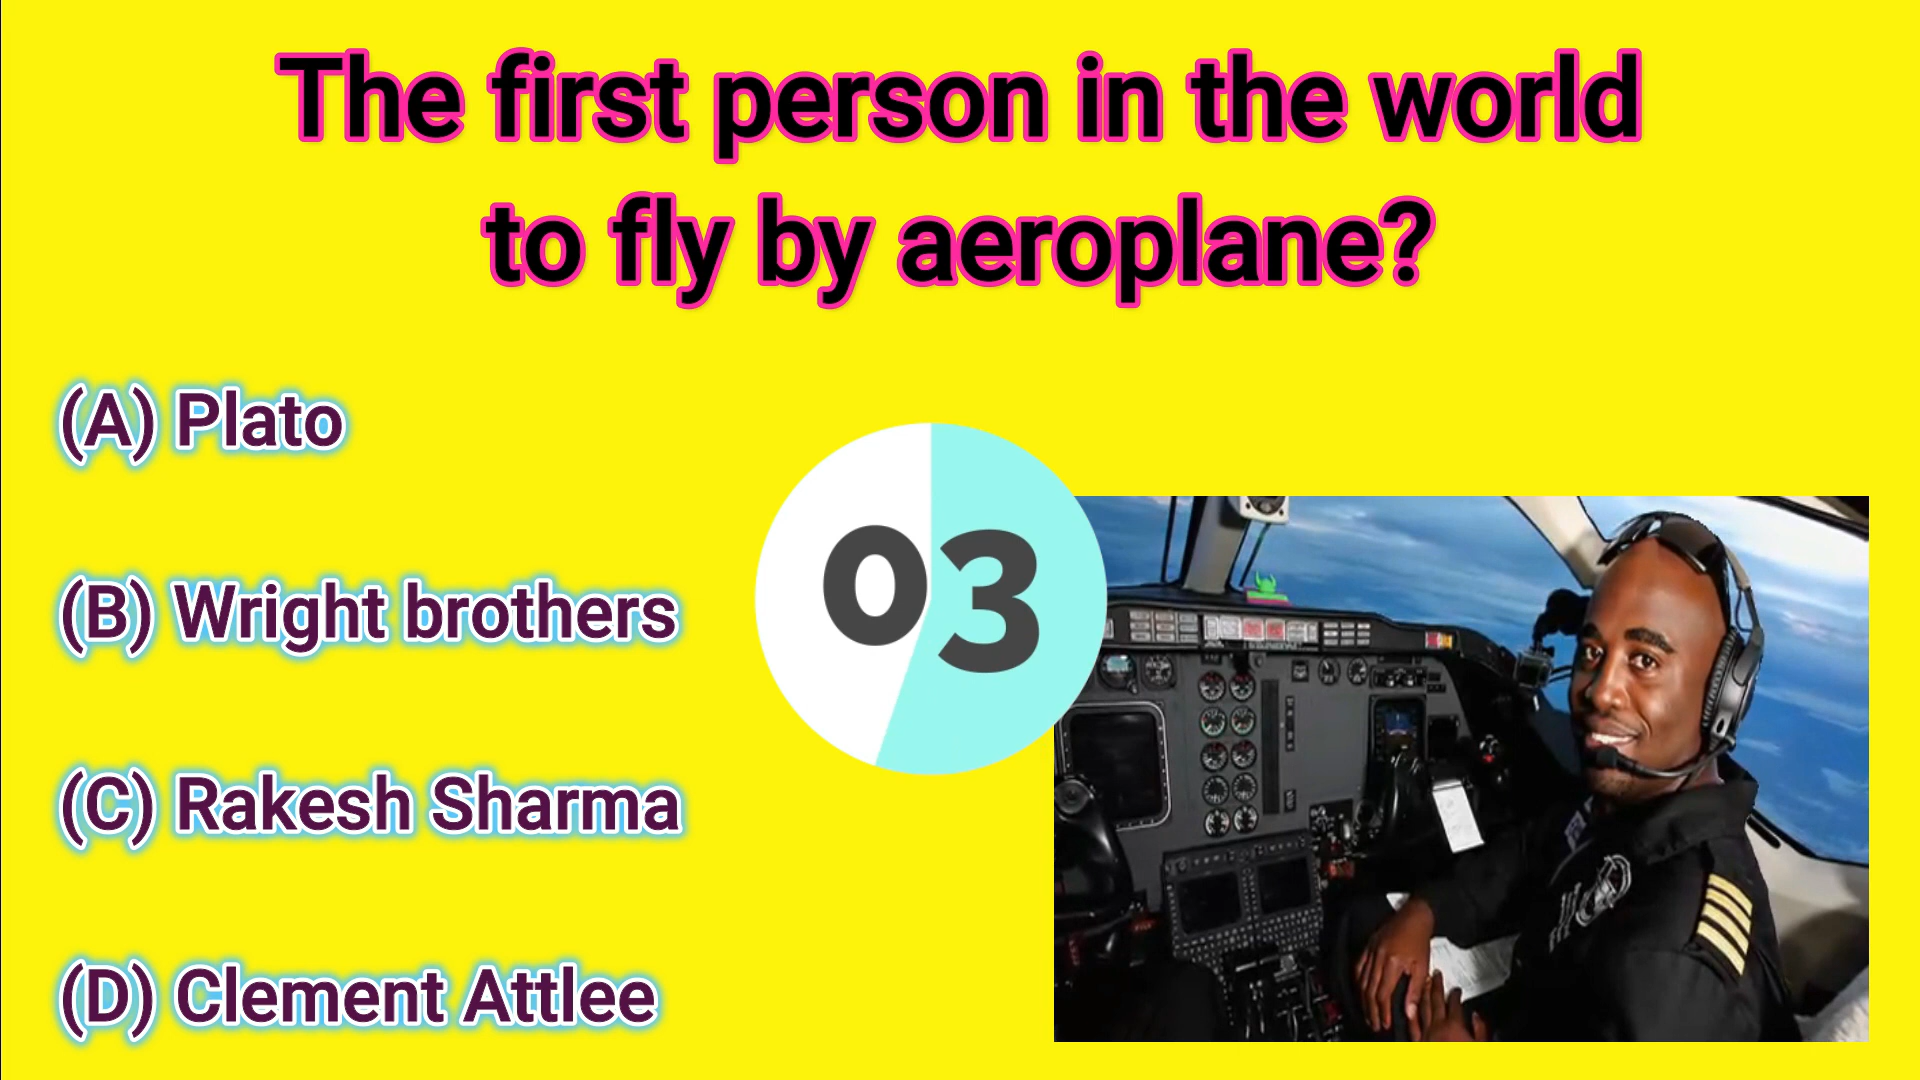 The first person in the world
to fly by aeroplane?
(A) Plato
(B) Wright brothers
03
(C) Rakesh Sharma
(D) Clement Attlee